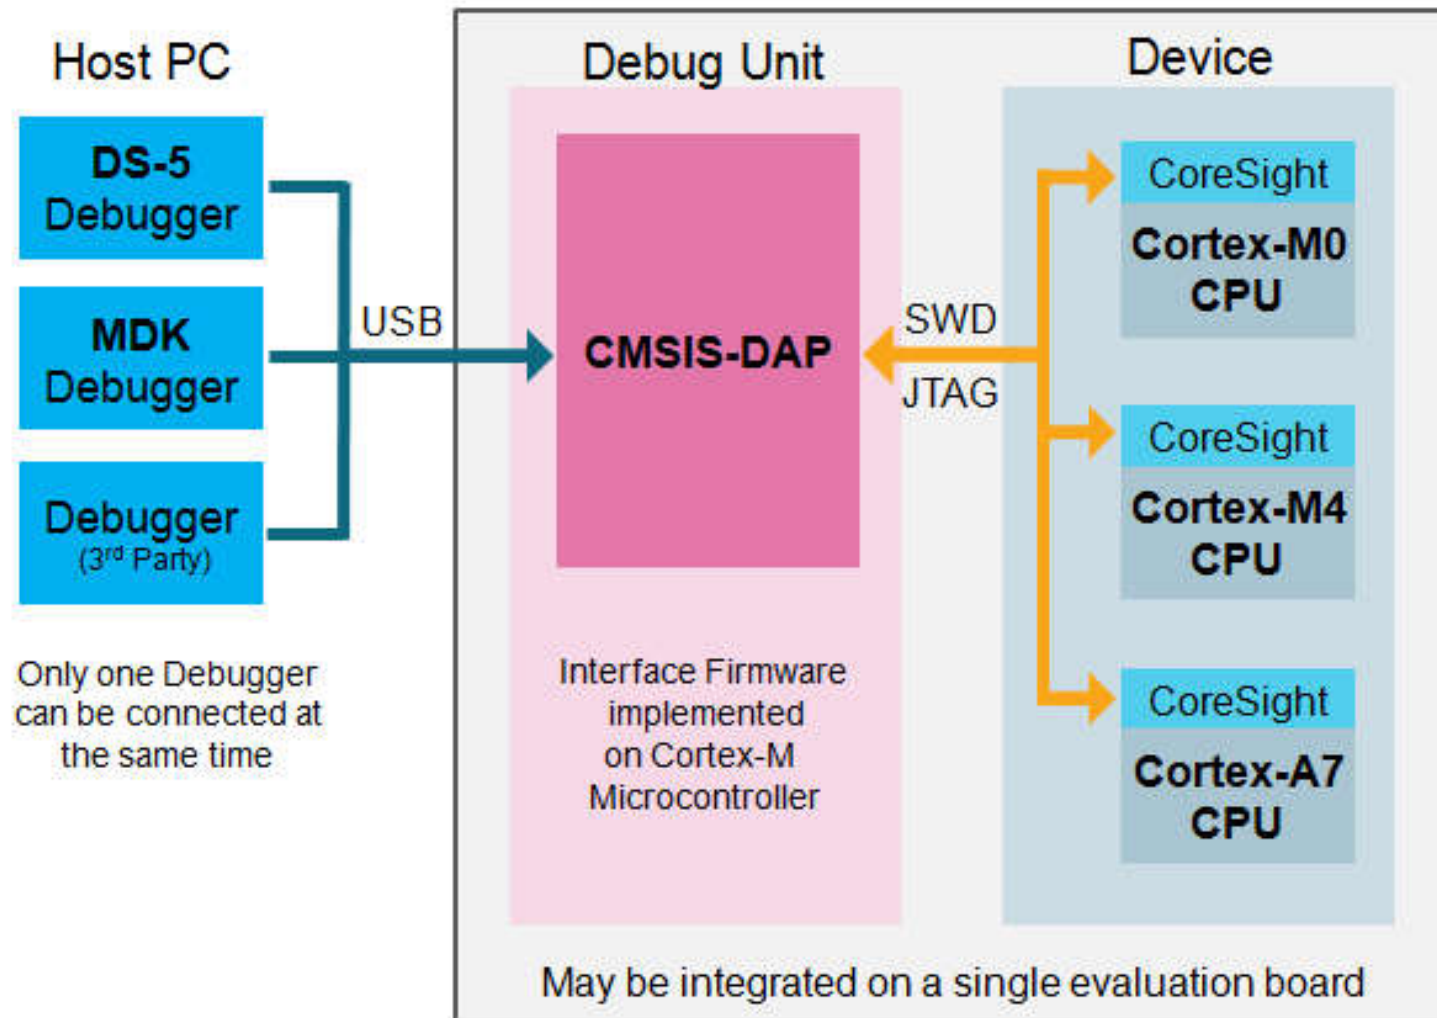 Host PC
DS-5
Debugger
MDK
Debugger
Debugger
(3rd Party)
Only one Debugger
can be connected at
the same time
USB
Debug Unit
CMSIS-DAP
Interface Firmware
implemented
on Cortex-M
Microcontroller
SWD
JTAG
Device
CoreSight
Cortex-M0
CPU
CoreSight
Cortex-M4
CPU
CoreSight
Cortex-A7
CPU
May be integrated on a single evaluation board